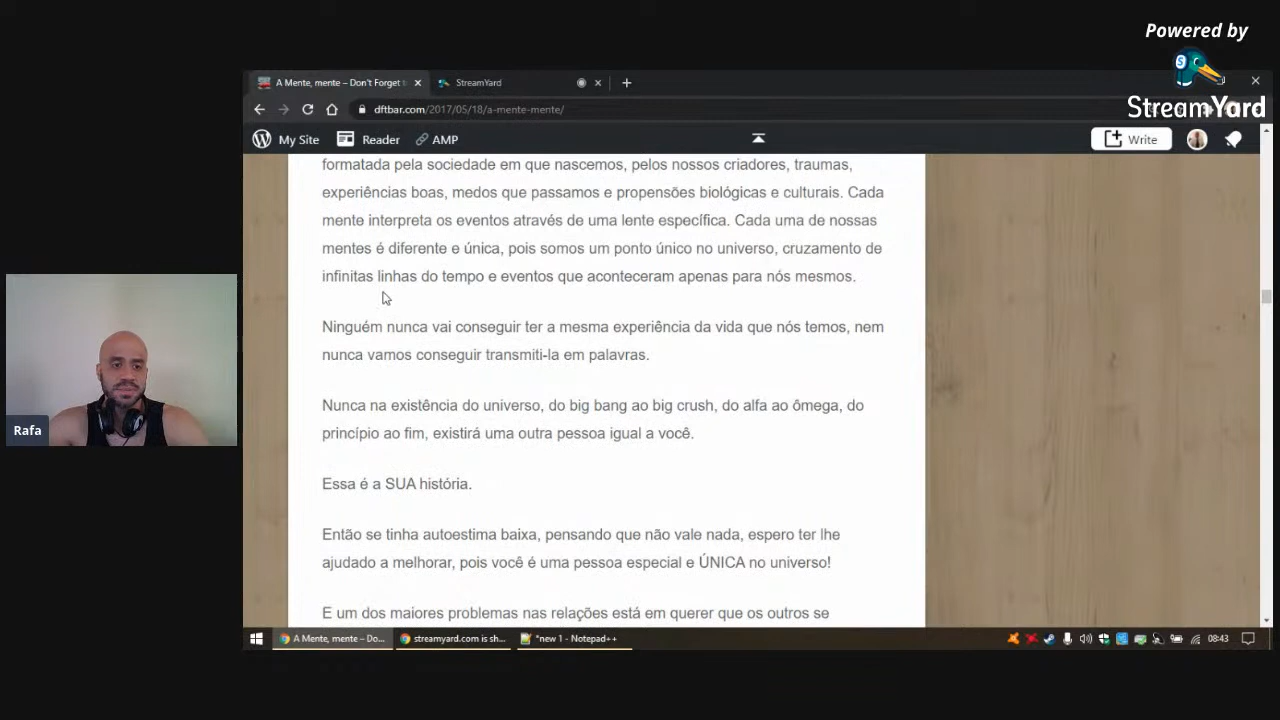 Powered by
StreamYard
A Mente, mente – Don't Forget
StreamYard
dftbar.com/2017/05/18/a-mente-mente/
My Site
Reader
AMP
Write
formatada pela sociedade em que nascemos, pelos nossos criadores, traumas,
experiências boas, medos que passamos e propensões biológicas e culturais. Cada
mente interpreta os eventos através de uma lente específica. Cada uma de nossas
mentes é diferente e única, pois somos um ponto único no universo, cruzamento de
infinitas linhas do tempo e eventos que aconteceram apenas para nós mesmos.
Ninguém nunca vai conseguir ter a mesma experiência da vida que nós temos, nem
nunca vamos conseguir transmiti-la em palavras.
Nunca na existência do universo, do big bang ao big crush, do alfa ao ômega, do
princípio ao fim, existirá uma outra pessoa igual a você.
Essa é a SUA história.
Então se tinha autoestima baixa, pensando que não vale nada, espero ter lhe
ajudado a melhorar, pois você é uma pessoa especial e ÚNICA no universo!
E um dos maiores problemas nas relações está em querer que os outros se
Rafa
A Mente, mente – Do...
streamyard.com is sh...
*new 1 - Notepad++
08:43